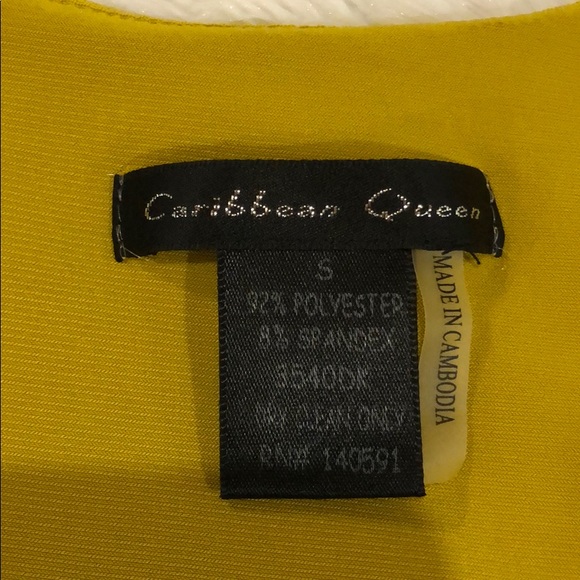 Caribbean Queen
S
92% POLYESTER
8% SPANDEX
3540DK
DRY CLEAN ONLY
RN# 140591
MADE IN CAMBODIA